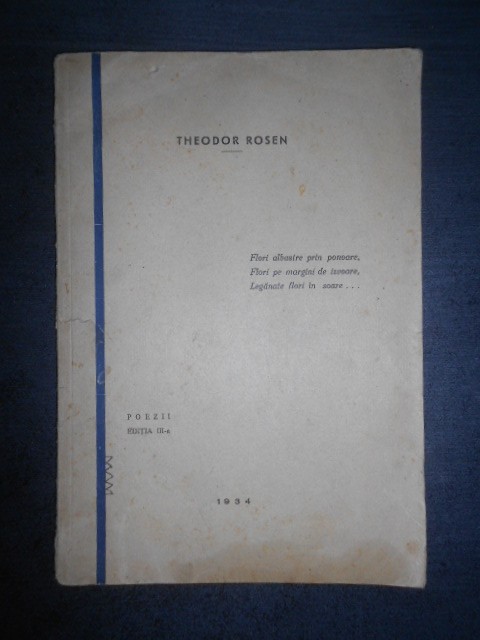 THEODOR ROSEN
Flori albastre prin ponoare,
Flori pe margini de izvoare,
Legănate flori în soare . . .
POEZII
EDIȚIA III-a
1934